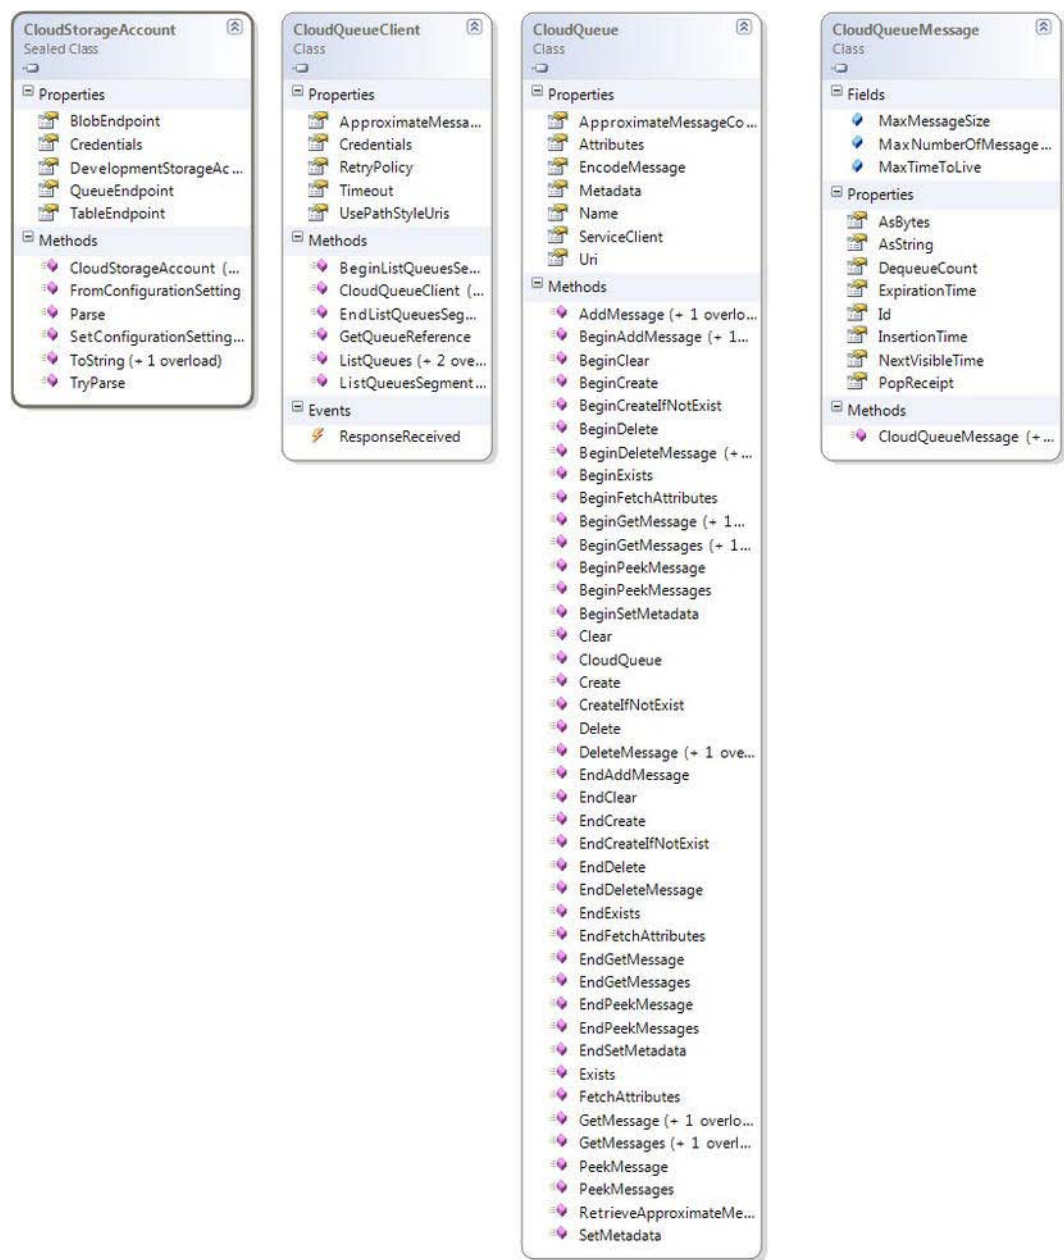 CloudStorageAccount
Sealed Class
Properties
BlobEndpoint
Credentials
DevelopmentStorageAc...
QueueEndpoint
TableEndpoint
Methods
CloudStorageAccount (...
FromConfigurationSetting
Parse
SetConfigurationSetting...
ToString (+ 1 overload)
TryParse
CloudQueueClient
Class
Properties
ApproximateMessa...
Credentials
RetryPolicy
Timeout
UsePathStyleUris
Methods
BeginListQueuesSe...
CloudQueueClient (...
EndListQueuesSeg...
GetQueueReference
ListQueues (+ 2 ove...
ListQueuesSegment...
Events
ResponseReceived
CloudQueue
Class
Properties
ApproximateMessageCo...
Attributes
EncodeMessage
Metadata
Name
ServiceClient
Uri
Methods
AddMessage (+ 1 overlo...
BeginAddMessage (+ 1...
BeginClear
BeginCreate
BeginCreateIfNotExist
BeginDelete
BeginDeleteMessage (+ ...
BeginExists
BeginFetchAttributes
BeginGetMessage (+ 1...
BeginGetMessages (+ 1...
BeginPeekMessage
BeginPeekMessages
BeginSetMetadata
Clear
CloudQueue
Create
CreateIfNotExist
Delete
DeleteMessage (+ 1 ove...
EndAddMessage
EndClear
EndCreate
EndCreateIfNotExist
EndDelete
EndDeleteMessage
EndExists
EndFetchAttributes
EndGetMessage
EndGetMessages
EndPeekMessage
EndPeekMessages
EndSetMetadata
Exists
FetchAttributes
GetMessage (+ 1 overlo...
GetMessages (+ 1 overl...
PeekMessage
PeekMessages
RetrieveApproximateMe...
SetMetadata
CloudQueueMessage
Class
Fields
MaxMessageSize
MaxNumberOfMessage...
MaxTimeToLive
Properties
AsBytes
AsString
DequeueCount
ExpirationTime
Id
InsertionTime
NextVisibleTime
PopReceipt
Methods
CloudQueueMessage (+ ...